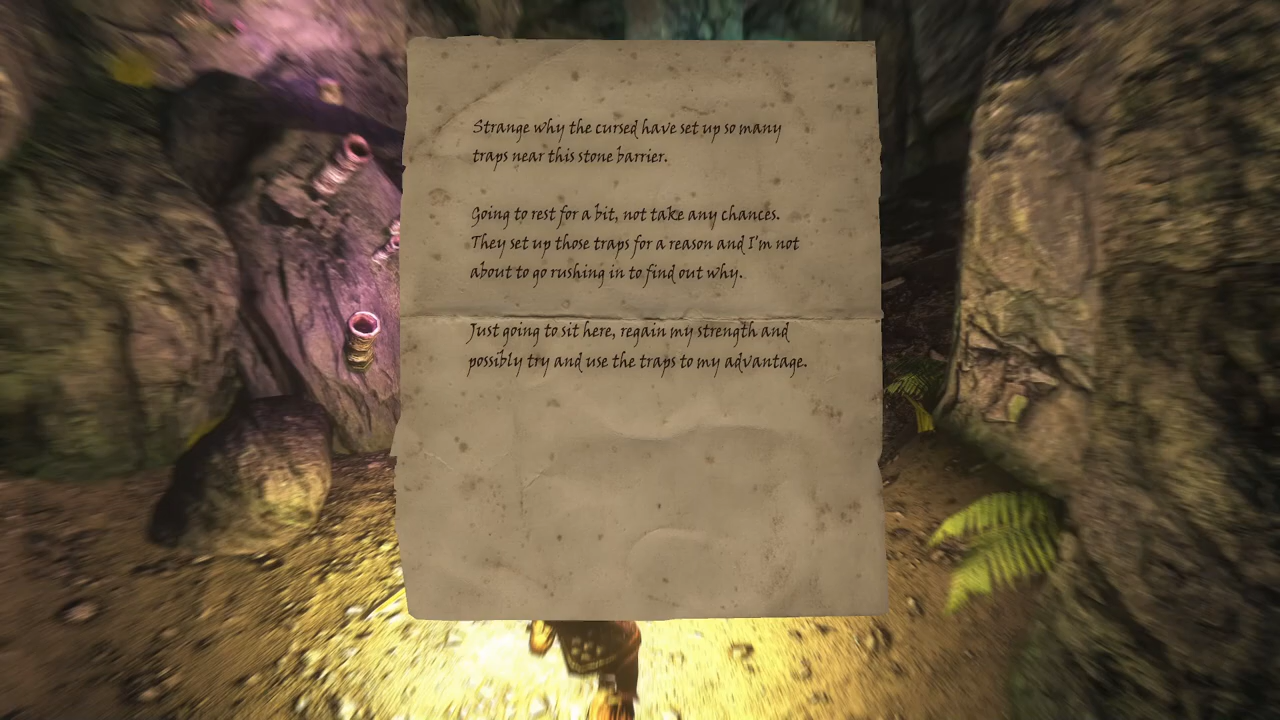 Strange why the cursed have set up so many
traps near this stone barrier.
Going to rest for a bit, not take any chances.
They set up those traps for a reason and I'm not
about to go rushing in to find out why.
Just going to sit here, regain my strength and
possibly try and use the traps to my advantage.